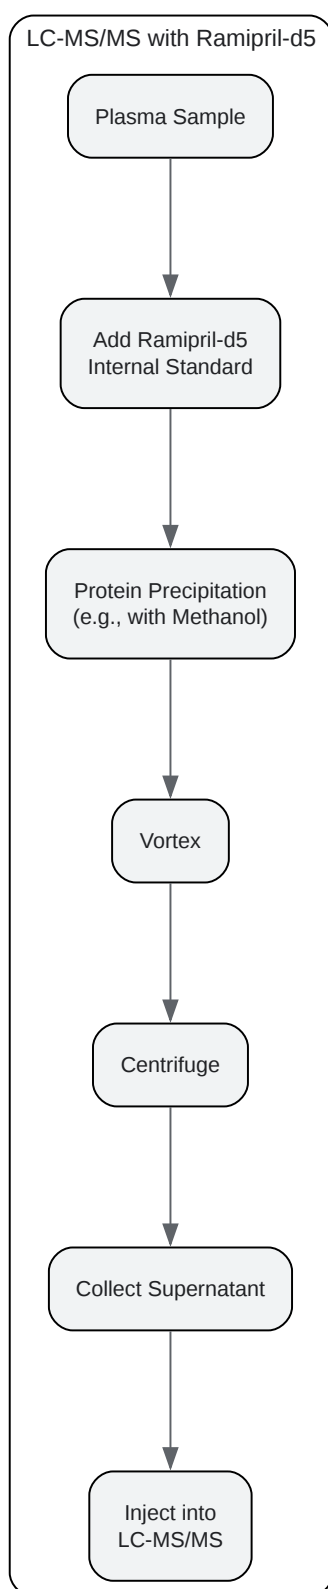 LC-MS/MS with Ramipril-d5
Plasma Sample
Add Ramipril-d5
Internal Standard
Protein Precipitation
(e.g., with Methanol)
Vortex
Centrifuge
Collect Supernatant
Inject into
LC-MS/MS